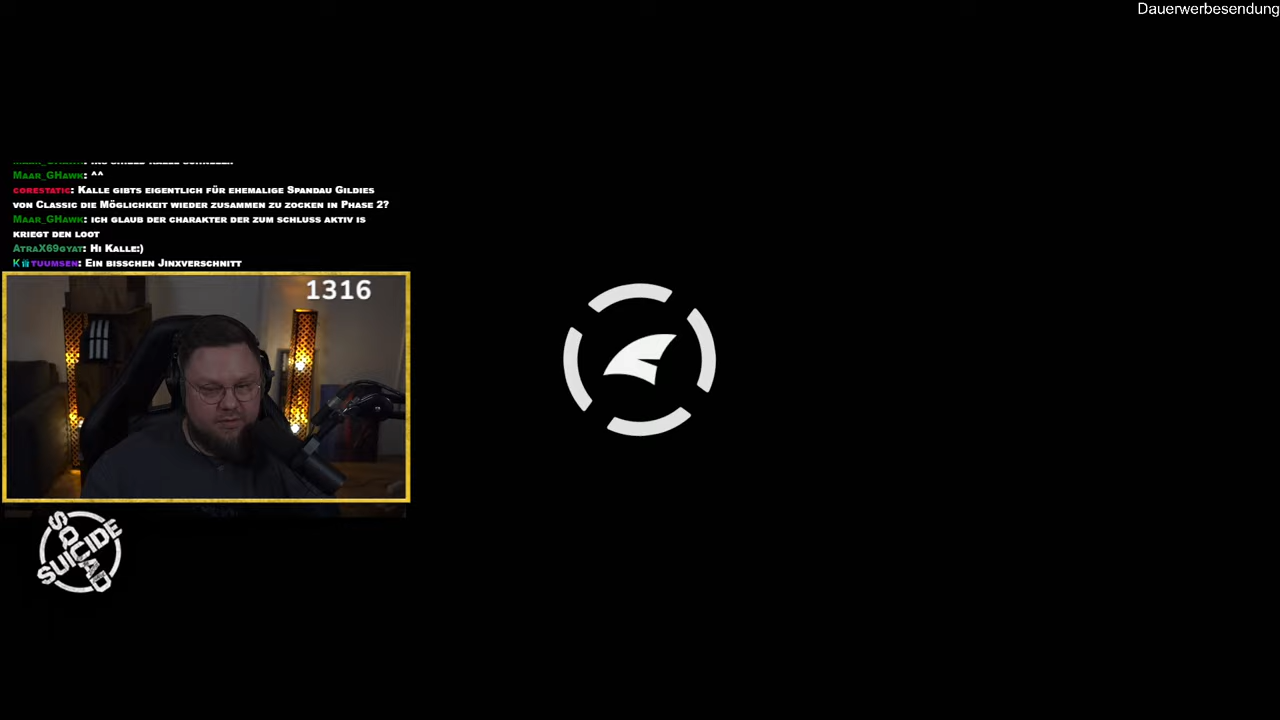 Dauerwerbesendung
Maar_GHawk: ^^
corestatic: Kalle gibts eigentlich für ehemalige Spandau Gildies
von Classic die Möglichkeit wieder zusammen zu zocken in Phase 2?
Maar_GHawk: ich glaub der charakter der zum schluss aktiv is
kriegt den loot
AtraX69gyat: Hi Kalle:)
Ein bisschen Jinxverschnitt
1316
SUICIDE
SQUAD